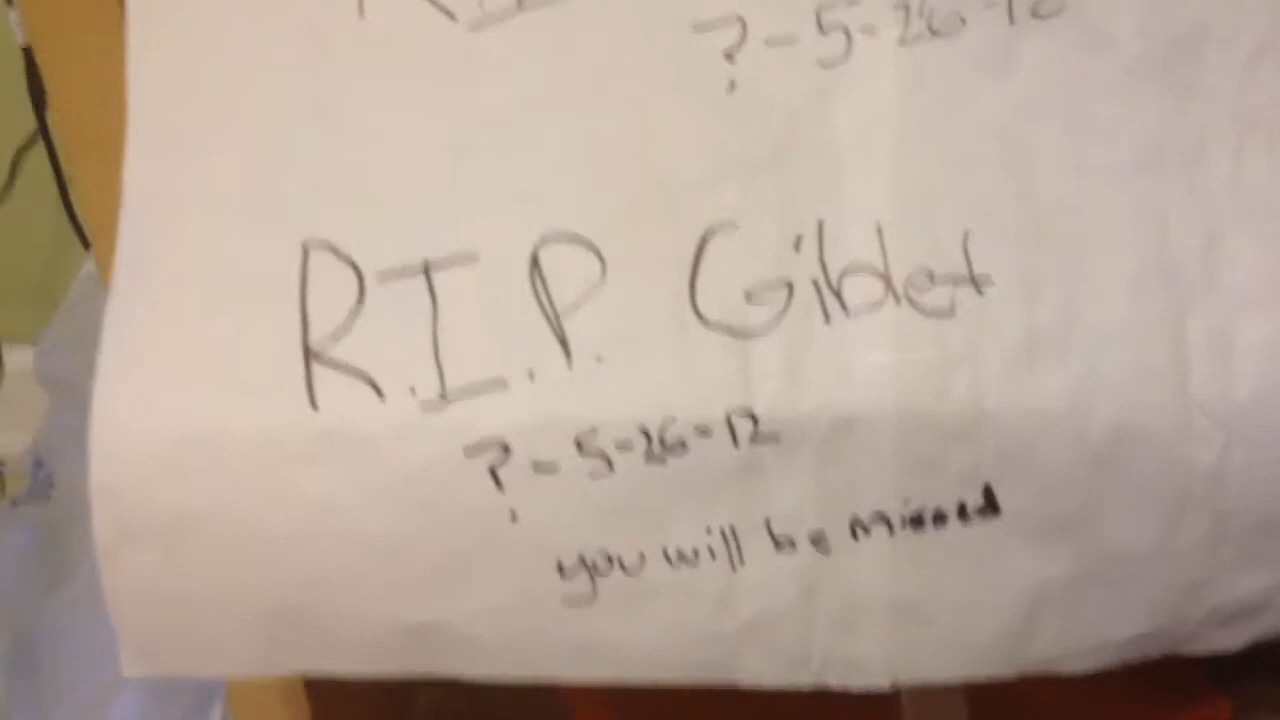 ? - 5-26-12
R.I.P. Giblet
? - 5-26-12
you will be missed